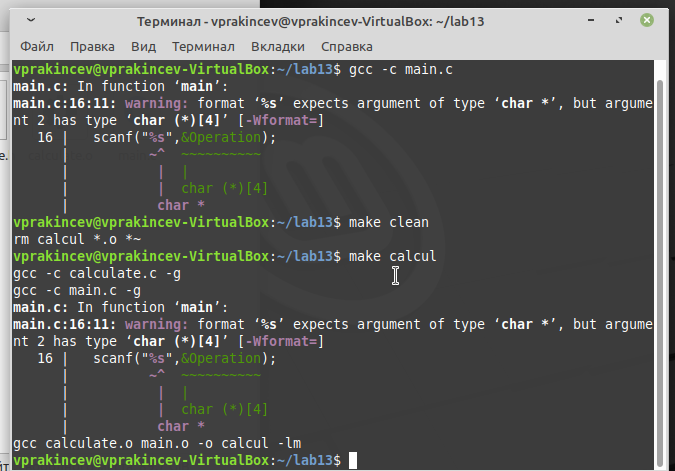 Терминал - vprakincev@vprakincev-VirtualBox: ~/lab13
Файл Правка Вид Терминал Вкладки Справка
vprakincev@vprakincev-VirtualBox:~/lab13$ gcc -c main.c
main.c: In function ‘main’:
main.c:16:11: warning: format ‘%s’ expects argument of type ‘char *’, but argume
nt 2 has type ‘char (*)[4]’ [-Wformat=]
   16 |   scanf("%s",&Operation);
      |          ~^  ~~~~~~~~~~
      |           |  |
      |           |  char (*)[4]
      |           char *
vprakincev@vprakincev-VirtualBox:~/lab13$ make clean
rm calcul *.o *~
vprakincev@vprakincev-VirtualBox:~/lab13$ make calcul
gcc -c calculate.c -g
gcc -c main.c -g
main.c: In function ‘main’:
main.c:16:11: warning: format ‘%s’ expects argument of type ‘char *’, but argume
nt 2 has type ‘char (*)[4]’ [-Wformat=]
   16 |   scanf("%s",&Operation);
      |          ~^  ~~~~~~~~~~
      |           |  |
      |           |  char (*)[4]
      |           char *
gcc calculate.o main.o -o calcul -lm
vprakincev@vprakincev-VirtualBox:~/lab13$